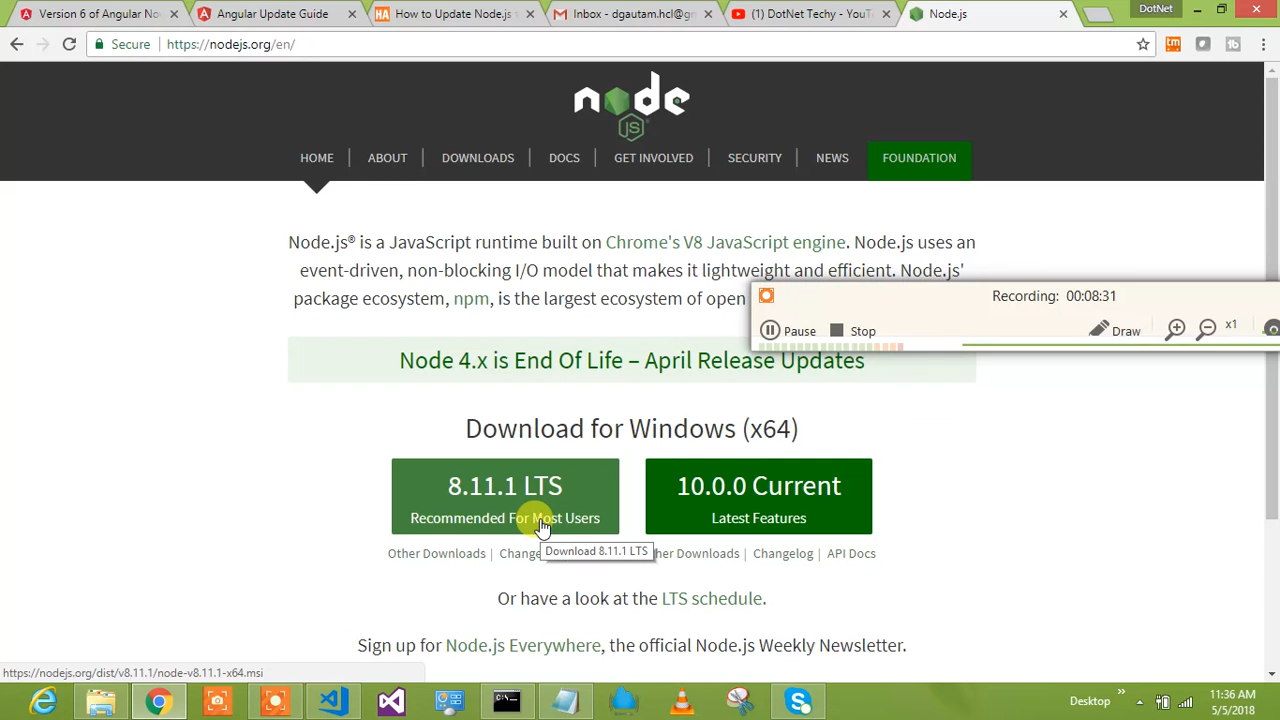 Version 6 of Angular No
Angular Update Guide
How to Update Node.js t
Inbox - dgautam.hcl@gr
(1) DotNet Techy - YouT
Node.js
DotNet
Secure
https://nodejs.org/en/
node
JS
HOME
ABOUT
DOWNLOADS
DOCS
GET INVOLVED
SECURITY
NEWS
FOUNDATION
Node.js® is a JavaScript runtime built on Chrome's V8 JavaScript engine. Node.js uses an
event-driven, non-blocking I/O model that makes it lightweight and efficient. Node.js'
package ecosystem, npm, is the largest ecosystem of open
Recording: 00:08:31
Pause
Stop
Draw
x1
Node 4.x is End Of Life – April Release Updates
Download for Windows (x64)
8.11.1 LTS
Recommended For Most Users
10.0.0 Current
Latest Features
Other Downloads
Change
Download 8.11.1 LTS
her Downloads
Changelog
API Docs
Or have a look at the LTS schedule.
Sign up for Node.js Everywhere, the official Node.js Weekly Newsletter.
https://nodejs.org/dist/v8.11.1/node-v8.11.1-x64.msi
Desktop
11:36 AM
5/5/2018